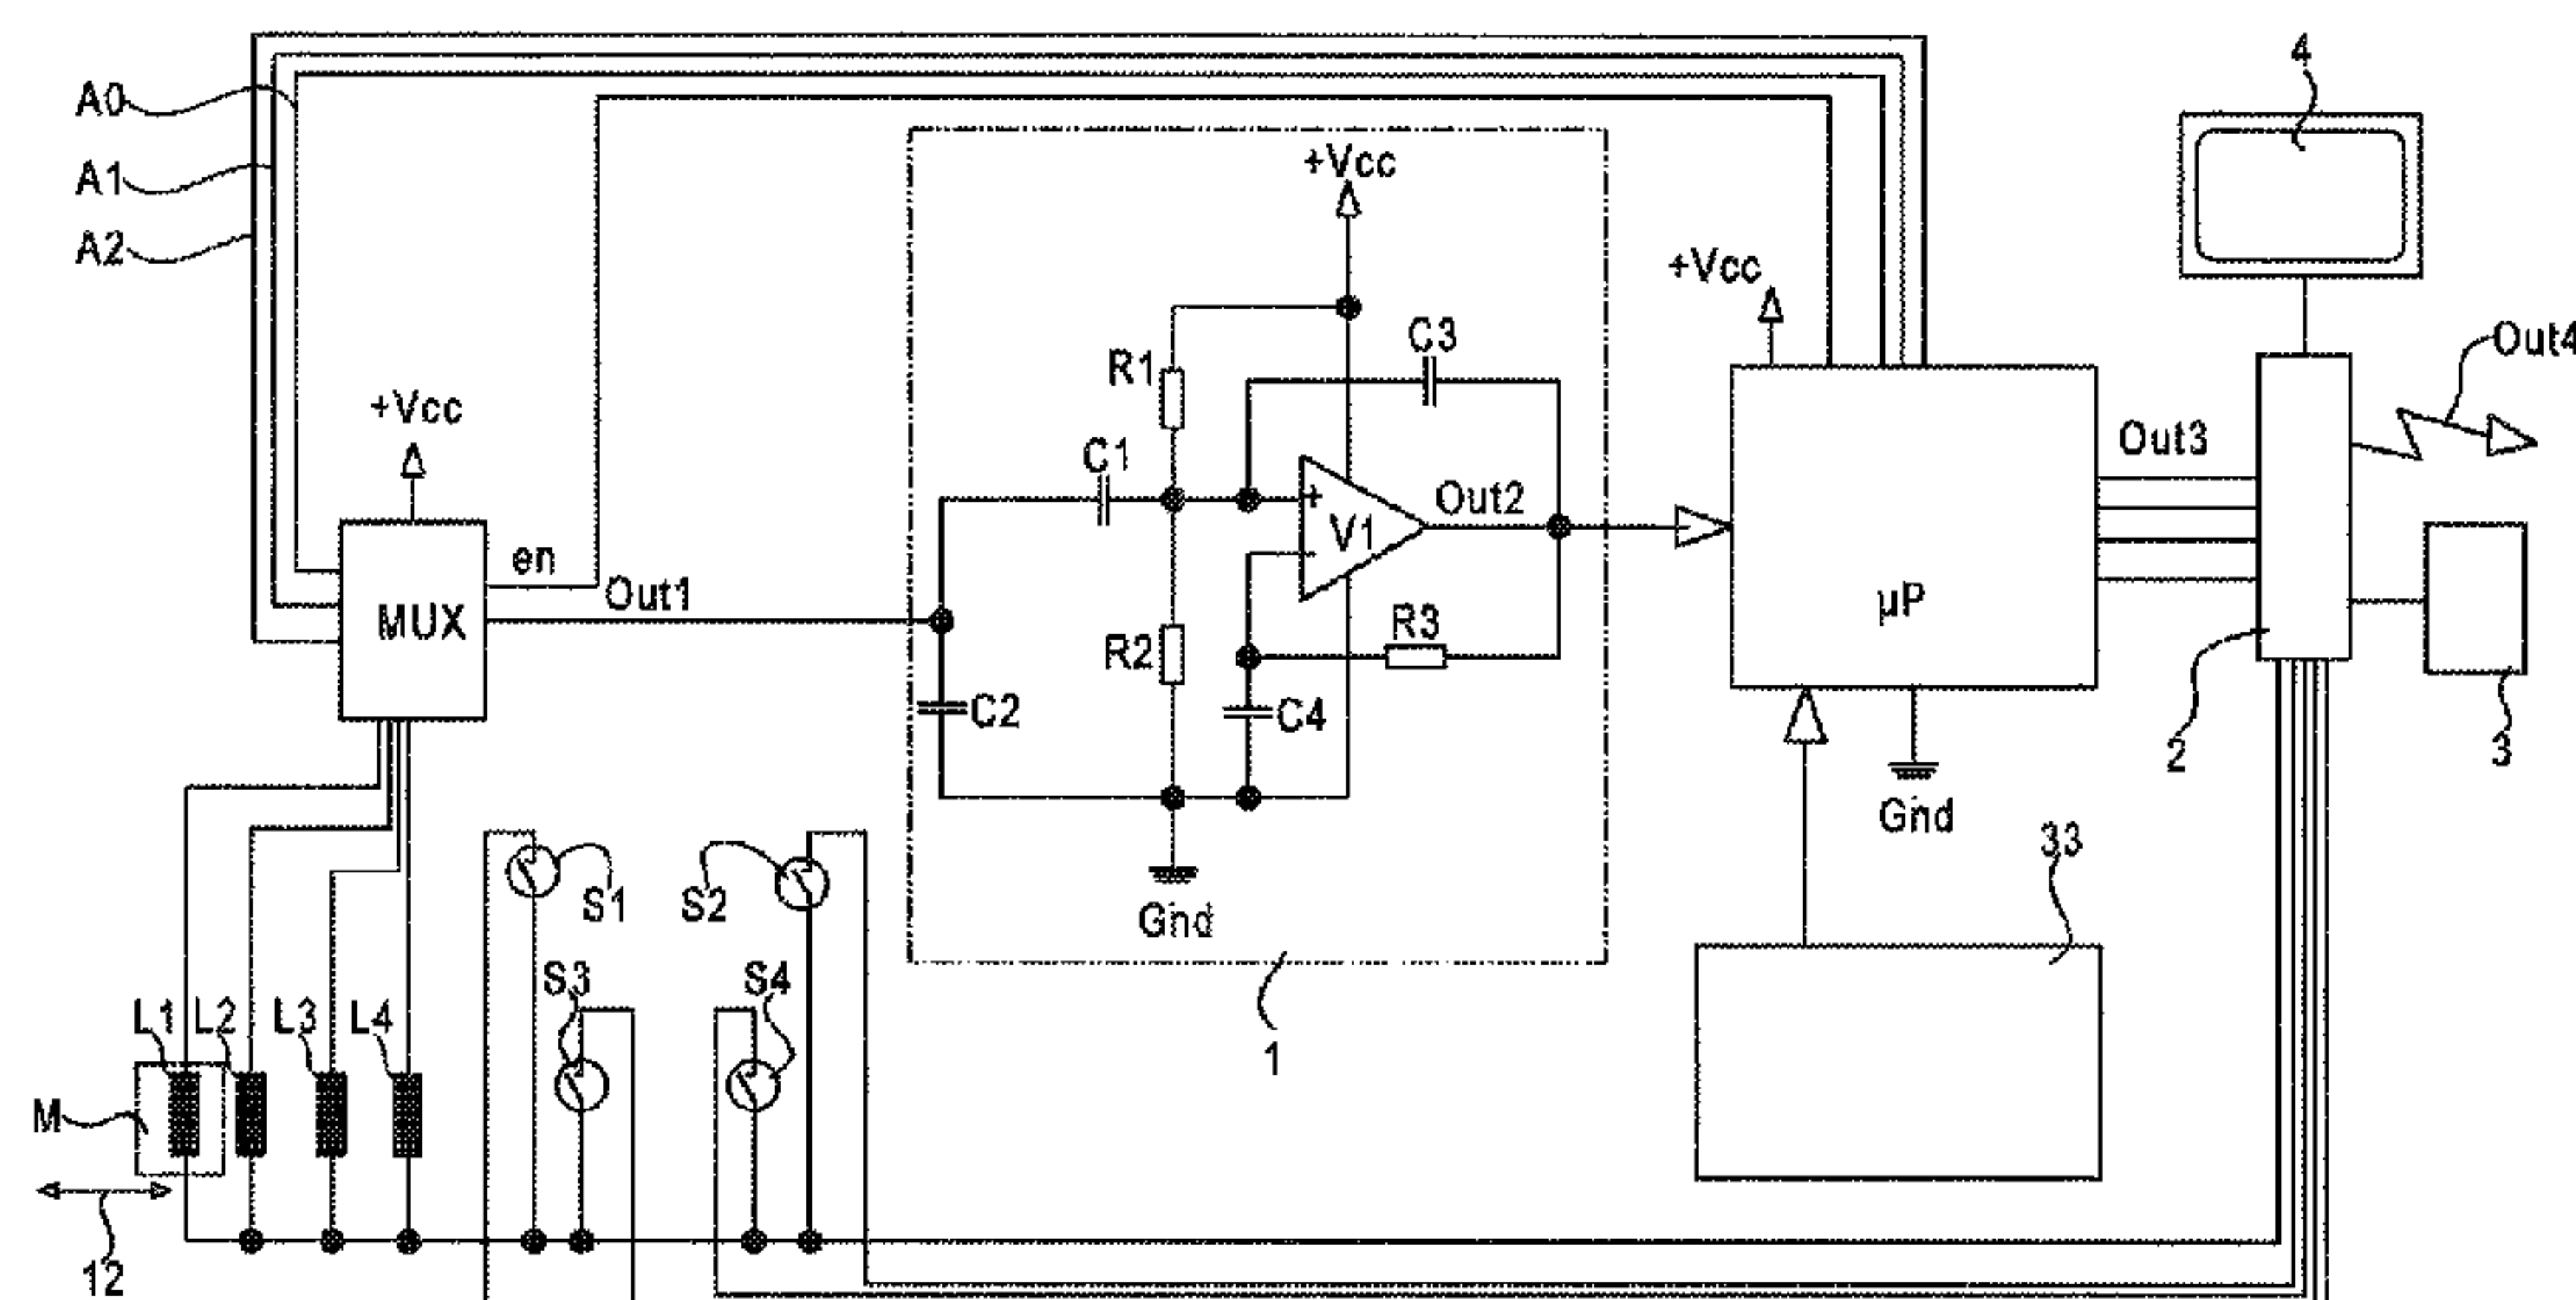 A0
A1
A2
+Vcc
MUX
en
Out1
+Vcc
R1
C1
C3
+
V1
-
Out2
R2
R3
C2
C4
Gnd
1
+Vcc
µP
Gnd
Out3
4
Out4
2
3
33
S1
S2
S3
S4
L1
L2
L3
L4
M
12